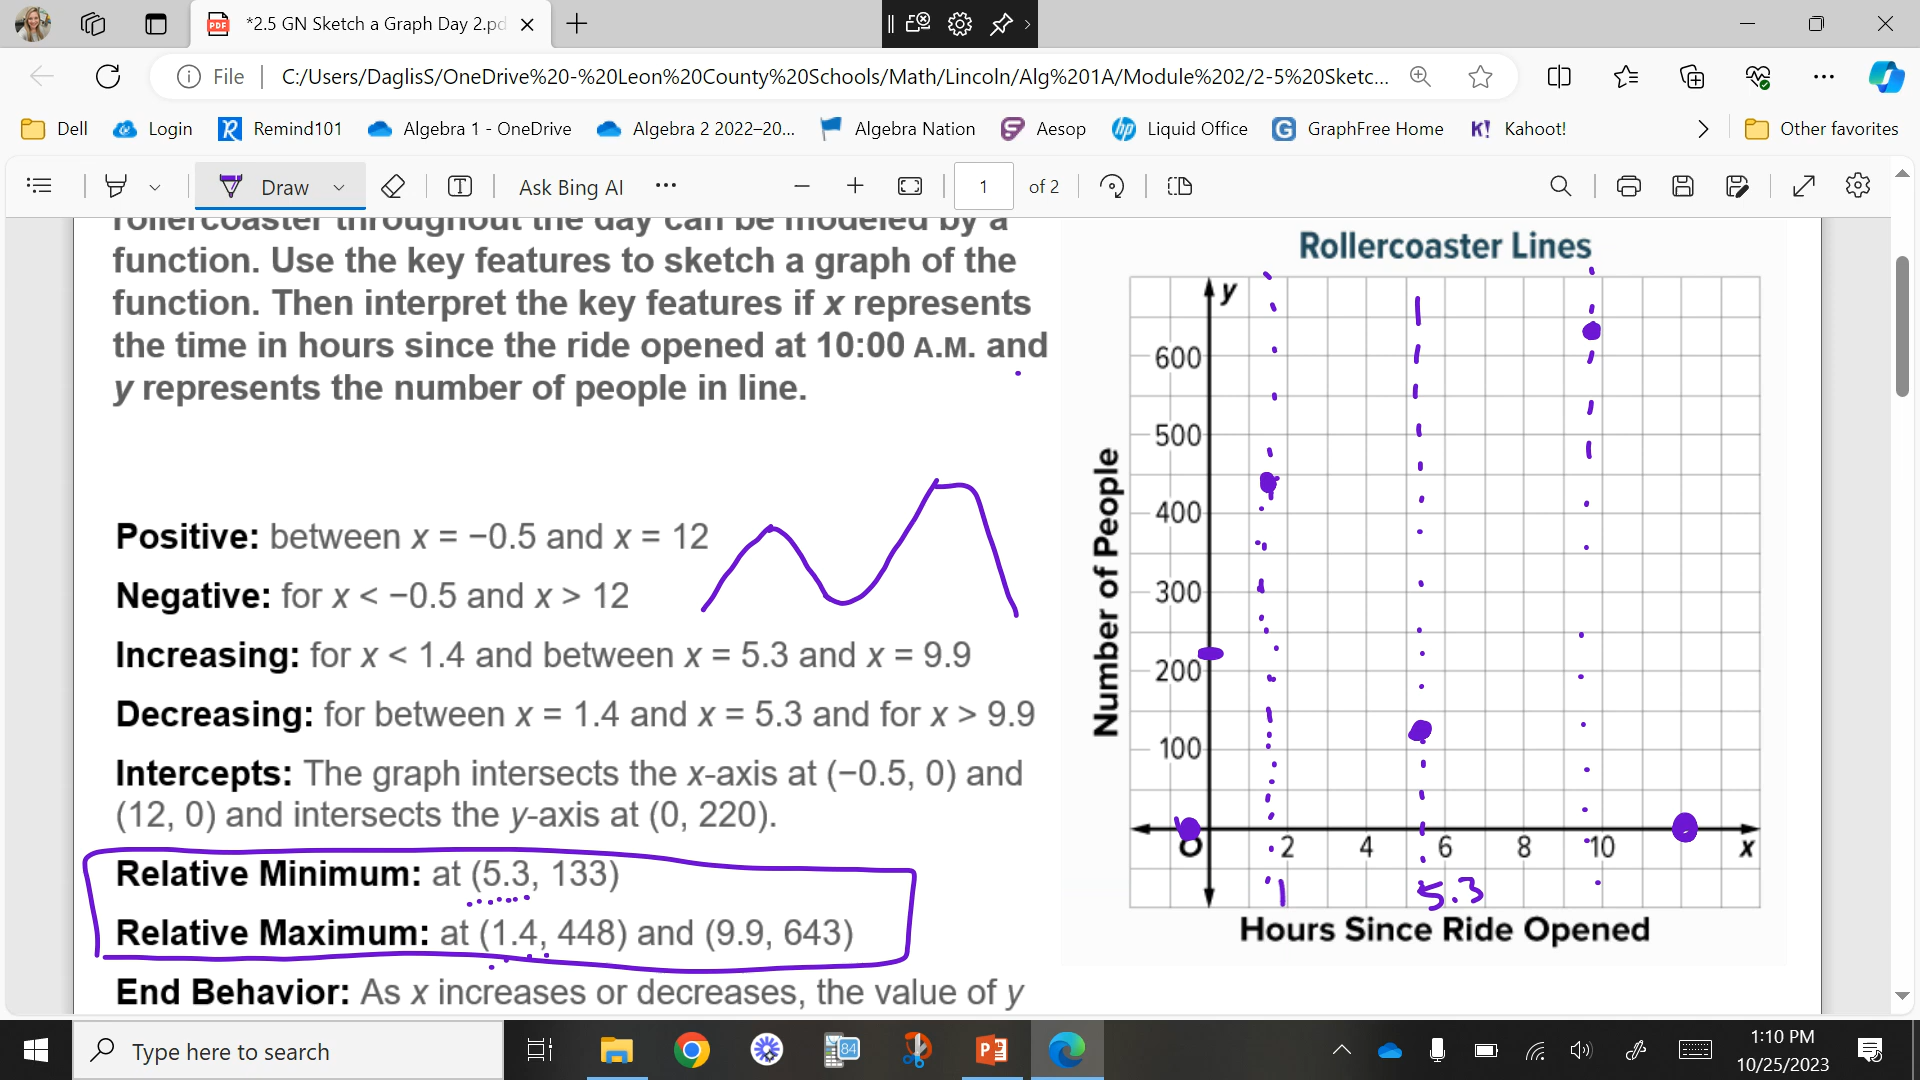 *2.5 GN Sketch a Graph Day 2.pd
File
C:/Users/DaglisS/OneDrive%20-%20Leon%20County%20Schools/Math/Lincoln/Alg%201A/Module%202/2-5%20Sketc...
Dell Login Remind101 Algebra 1 - OneDrive Algebra 2 2022–20... Algebra Nation Aesop Liquid Office GraphFree Home Kahoot! Other favorites
Draw Ask Bing AI 1 of 2
rollercoaster throughout the day can be modeled by a
function. Use the key features to sketch a graph of the
function. Then interpret the key features if x represents
the time in hours since the ride opened at 10:00 A.M. and
y represents the number of people in line.
Positive: between x = −0.5 and x = 12
Negative: for x < −0.5 and x > 12
Increasing: for x < 1.4 and between x = 5.3 and x = 9.9
Decreasing: for between x = 1.4 and x = 5.3 and for x > 9.9
Intercepts: The graph intersects the x-axis at (−0.5, 0) and
(12, 0) and intersects the y-axis at (0, 220).
Relative Minimum: at (5.3, 133)
Relative Maximum: at (1.4, 448) and (9.9, 643)
End Behavior: As x increases or decreases, the value of y
Rollercoaster Lines
y
600
500
400
300
200
100
O 2 4 6 8 10 x
1 5.3
Number of People
Hours Since Ride Opened
Type here to search
84
1:10 PM
10/25/2023